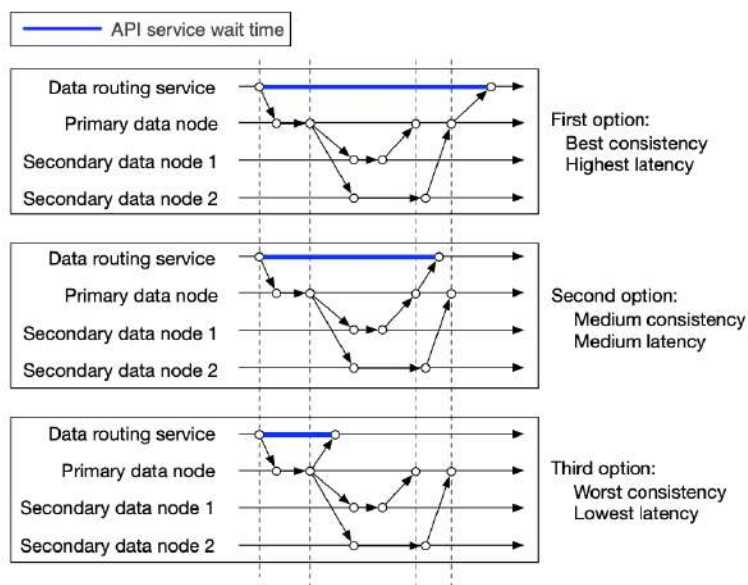 API service wait time
Data routing service
Primary data node
Secondary data node 1
Secondary data node 2
First option:
Best consistency
Highest latency
Data routing service
Primary data node
Secondary data node 1
Secondary data node 2
Second option:
Medium consistency
Medium latency
Data routing service
Primary data node
Secondary data node 1
Secondary data node 2
Third option:
Worst consistency
Lowest latency